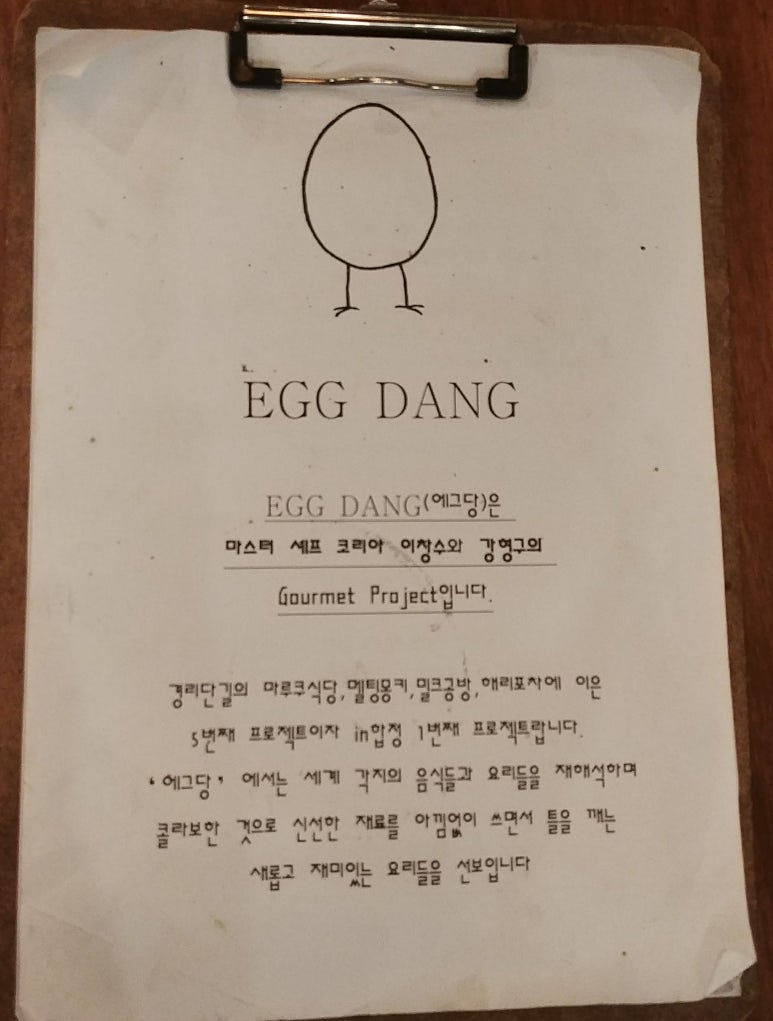 EGG DANG
EGG DANG(에그당)은
마스터 셰프 코리아 이창수와 강형구의
Gourmet Project입니다.
경리단길의 마루쿠식당,멜팅몽키,밀크공방,해리포차에 이은
5번째 프로젝트이자 in합정 1번째 프로젝트랍니다.
‘에그당’ 에서는 세계 각지의 음식들과 요리들을 재해석하며
콜라보한 것으로 신선한 재료를 아낌없이 쓰면서 틀을 깨는
새롭고 재미있는 요리들을 선보입니다